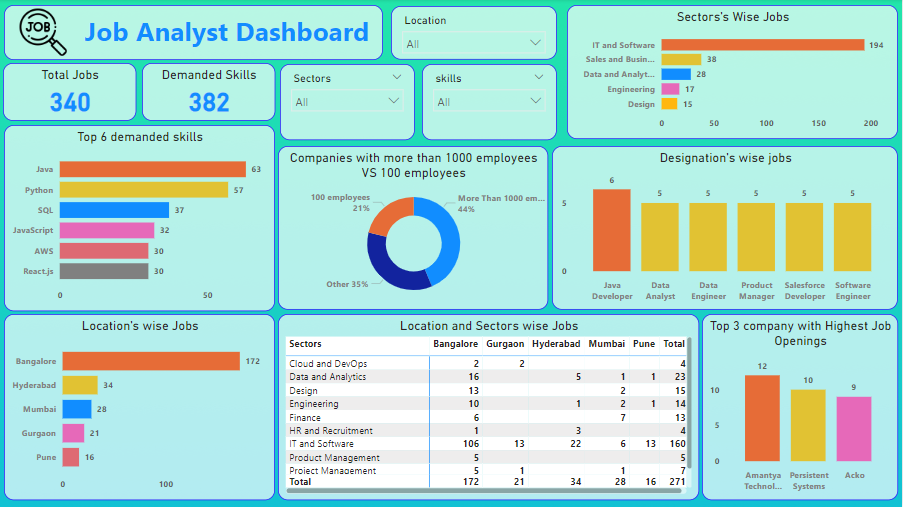 JOB
Job Analyst Dashboard
Location
All
Total Jobs
340
Demanded Skills
382
Sectors
All
skills
All
Sectors's Wise Jobs
IT and Software 194
Sales and Busin... 38
Data and Analyt... 28
Engineering 17
Design 15
0 50 100 150 200
Top 6 demanded skills
Java 63
Python 57
SQL 37
JavaScript 32
AWS 30
React.js 30
0 50
Companies with more than 1000 employees
VS 100 employees
100 employees
21%
More Than 1000 em...
44%
Other 35%
Designation's wise jobs
6 5 5 5 5 5
5
0
Java Developer
Data Analyst
Data Engineer
Product Manager
Salesforce Developer
Software Engineer
Location's wise Jobs
Bangalore 172
Hyderabad 34
Mumbai 28
Gurgaon 21
Pune 16
0 100
Location and Sectors wise Jobs
Sectors Bangalore Gurgaon Hyderabad Mumbai Pune Total
Cloud and DevOps 2 2 4
Data and Analytics 16 5 1 1 23
Design 13 2 15
Engineering 10 1 2 1 14
Finance 6 7 13
HR and Recruitment 1 3 4
IT and Software 106 13 22 6 13 160
Product Management 5 5
Project Management 5 1 1 7
Total 172 21 34 28 16 271
Top 3 company with Highest Job
Openings
12 10 9
10
5
0
Amantya Technol...
Persistent Systems
Acko